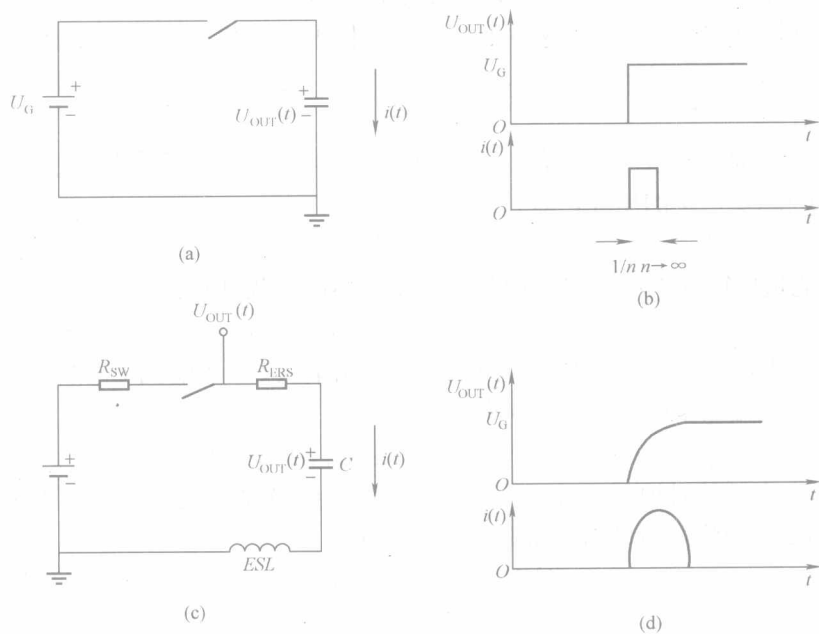 U_G
+
−
+
U_OUT(t)
−
i(t)
(a)
U_OUT(t)
U_G
O
t
i(t)
O
t
1/n n→∞
(b)
U_OUT(t)
R_SW
R_ERS
+
−
U_OUT(t)
+
−
C
i(t)
ESL
(c)
U_OUT(t)
U_G
O
t
i(t)
O
t
(d)